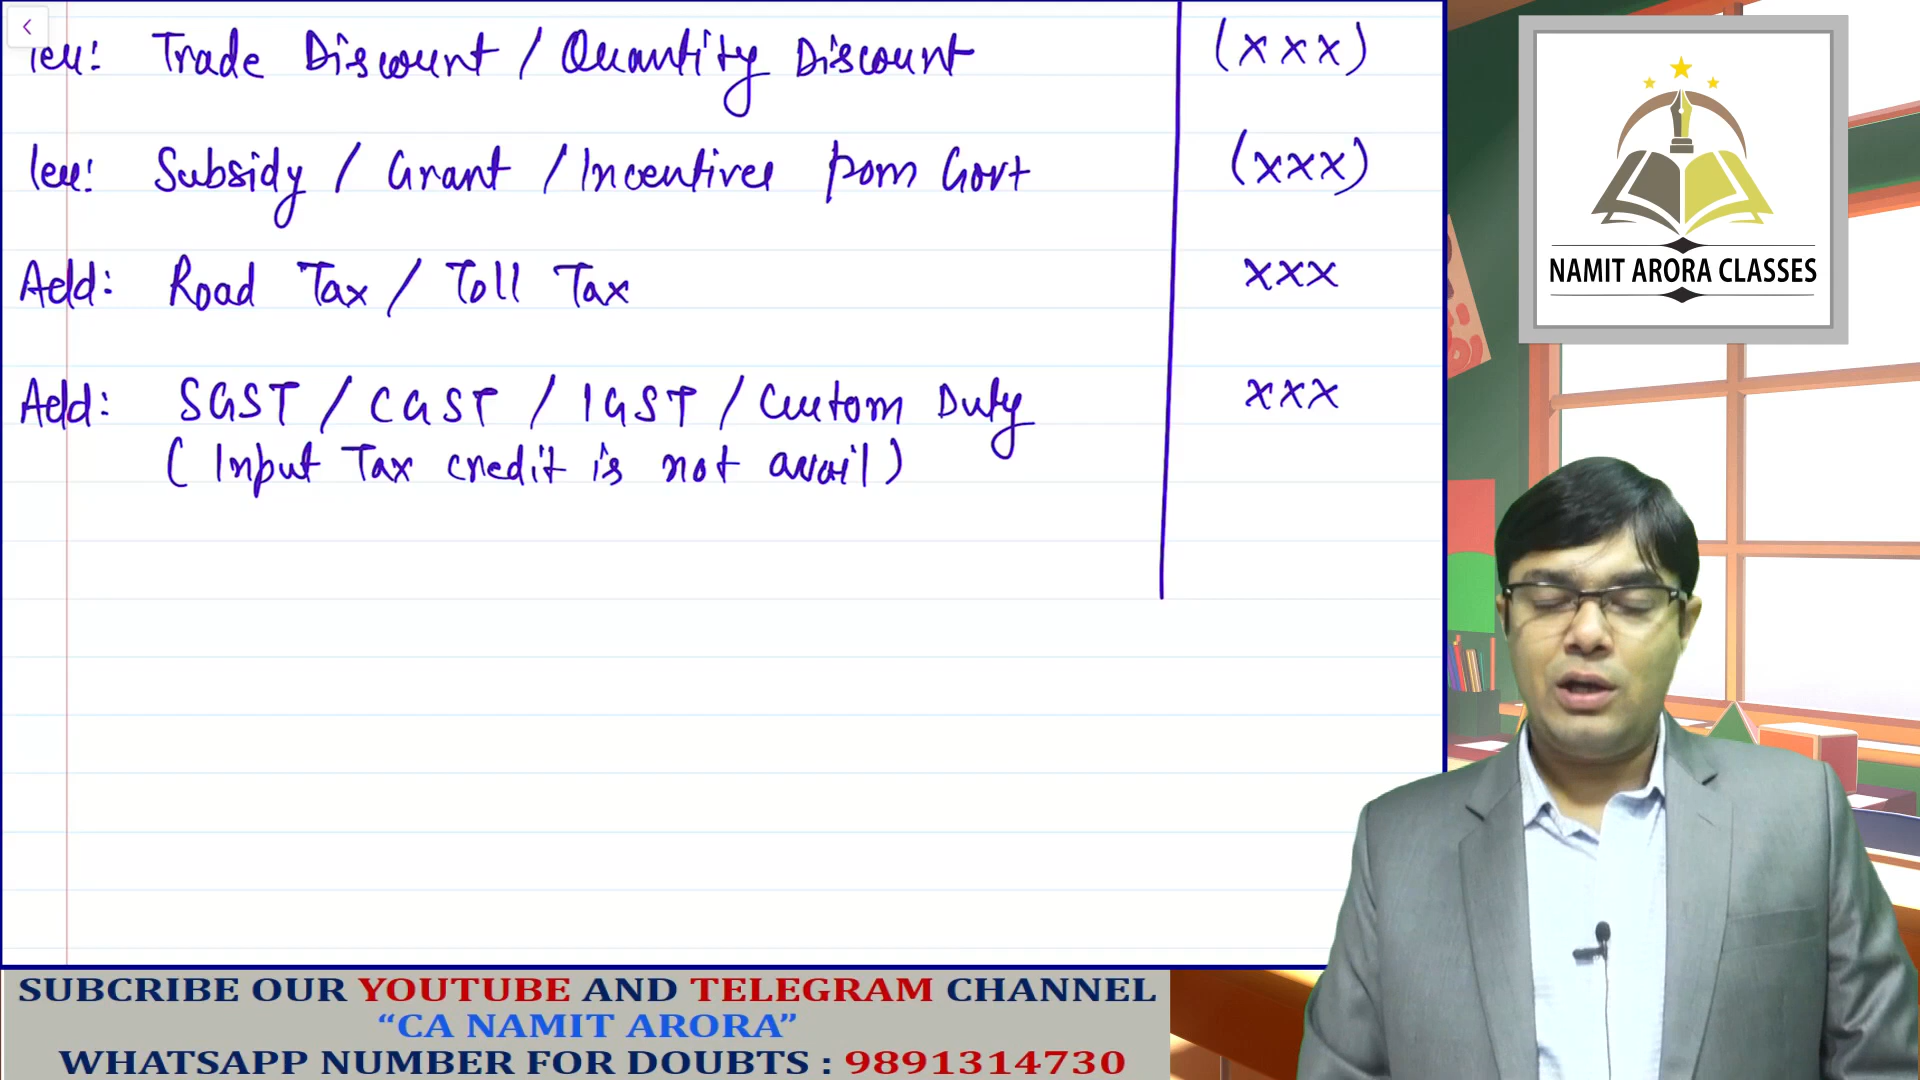 Less: Trade Discount / Quantity Discount (xxx)
Less: Subsidy / Grant / Incentives from Govt (xxx)
Add: Road Tax / Toll Tax xxx
Add: SGST / CGST / IGST / Custom Duty xxx
(Input Tax credit is not avail)
NAMIT ARORA CLASSES
SUBCRIBE OUR YOUTUBE AND TELEGRAM CHANNEL
“CA NAMIT ARORA”
WHATSAPP NUMBER FOR DOUBTS : 9891314730